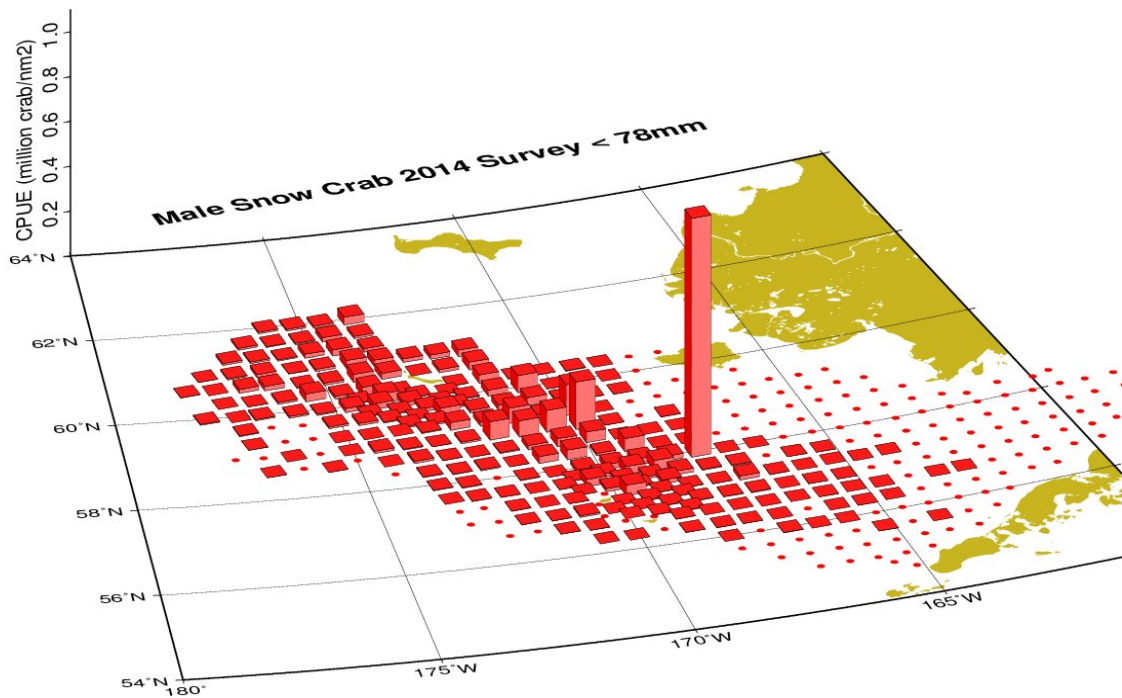 CPUE (million crab/nm2)
1.0
0.8
0.6
0.4
0.2
Male Snow Crab 2014 Survey < 78mm
64°N
62°N
60°N
58°N
56°N
54°N
180°
175°W
170°W
165°W